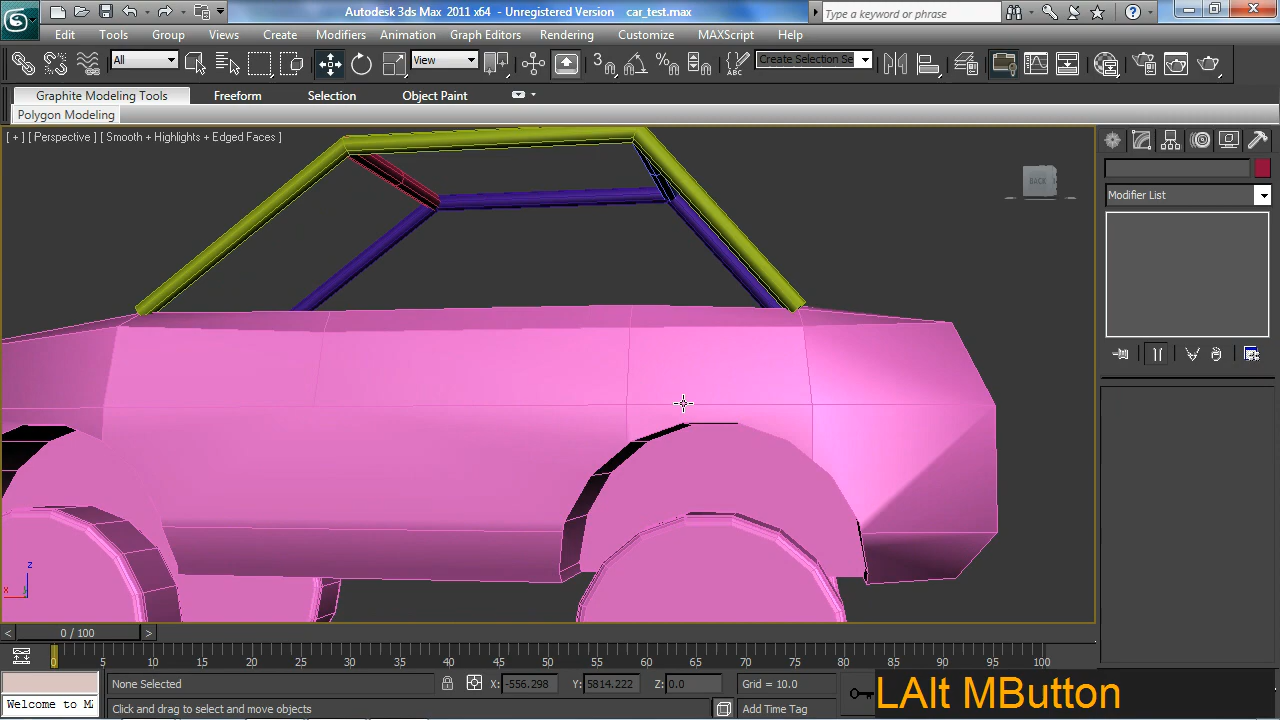 Autodesk 3ds Max 2011 x64 - Unregistered Version car_test.max
Type a keyword or phrase
Edit Tools Group Views Create Modifiers Animation Graph Editors Rendering Customize MAXScript Help
All View Create Selection Se
Graphite Modeling Tools Freeform Selection Object Paint
Polygon Modeling
[ + ] [ Perspective ] [ Smooth + Highlights + Edged Faces ]
BACK
Modifier List
z
x
0 / 100
0 5 10 15 20 25 30 35 40 45 50 55 60 65 70 75 80 85 90 95 100
None Selected X: -556.298 Y: 5814.222 Z: 0.0 Grid = 10.0
Welcome to M Click and drag to select and move objects Add Time Tag
LAlt MButton